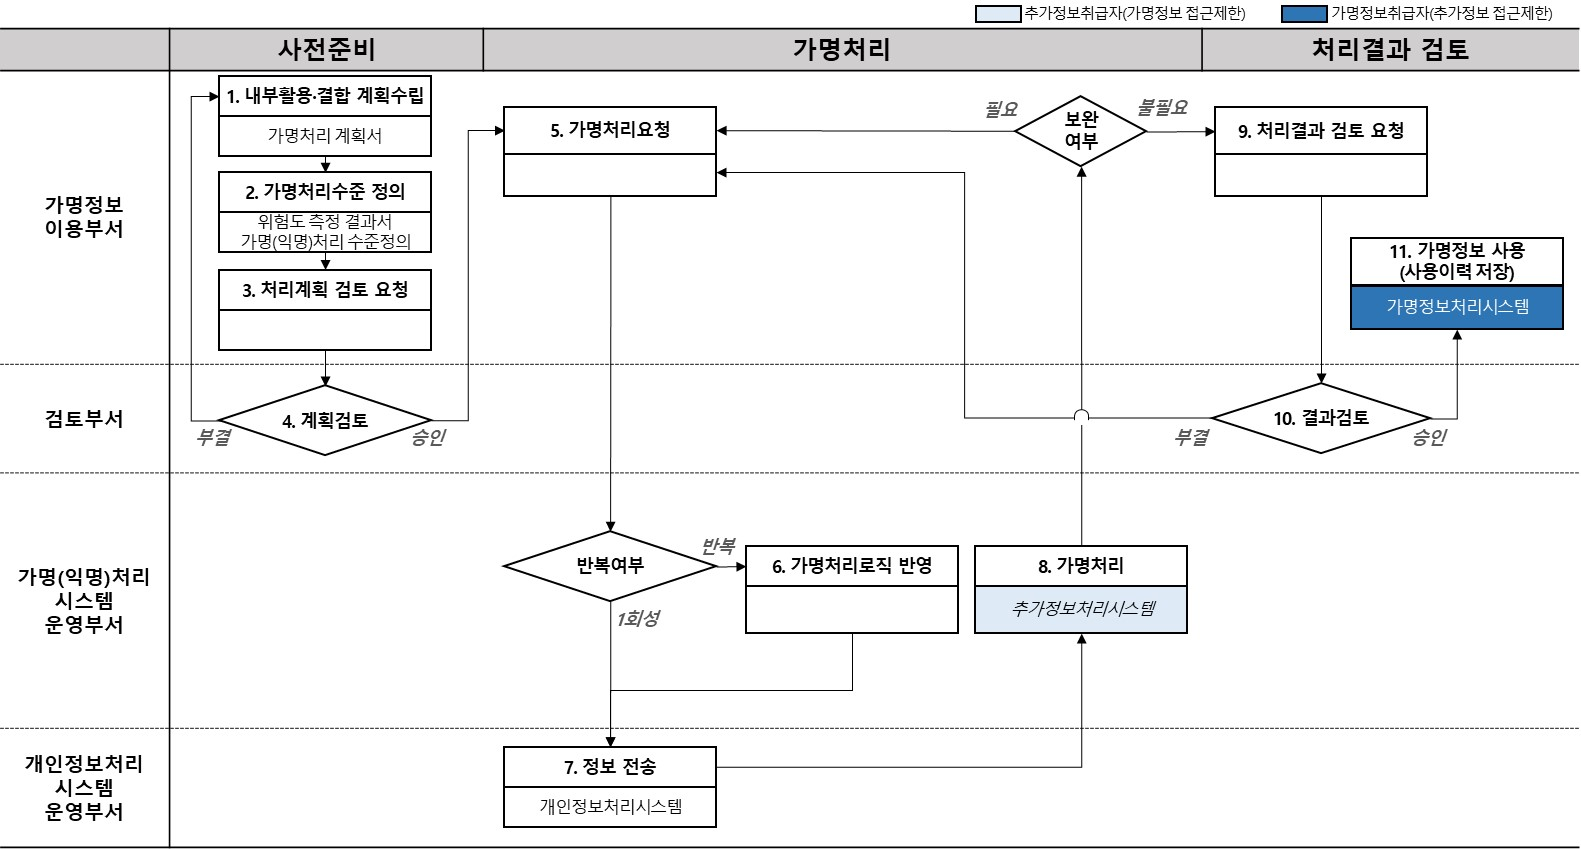 추가정보취급자(가명정보 접근제한)
가명정보취급자(추가정보 접근제한)
사전준비
가명처리
처리결과 검토
가명정보
이용부서
1. 내부활용·결합 계획수립
가명처리 계획서
2. 가명처리수준 정의
위험도 측정 결과서
가명(익명)처리 수준정의
3. 처리계획 검토 요청
5. 가명처리요청
필요
보완
여부
불필요
9. 처리결과 검토 요청
11. 가명정보 사용
(사용이력 저장)
가명정보처리시스템
검토부서
4. 계획검토
부결
승인
10. 결과검토
부결
승인
가명(익명)처리
시스템
운영부서
반복여부
반복
1회성
6. 가명처리로직 반영
8. 가명처리
추가정보처리시스템
개인정보처리
시스템
운영부서
7. 정보 전송
개인정보처리시스템